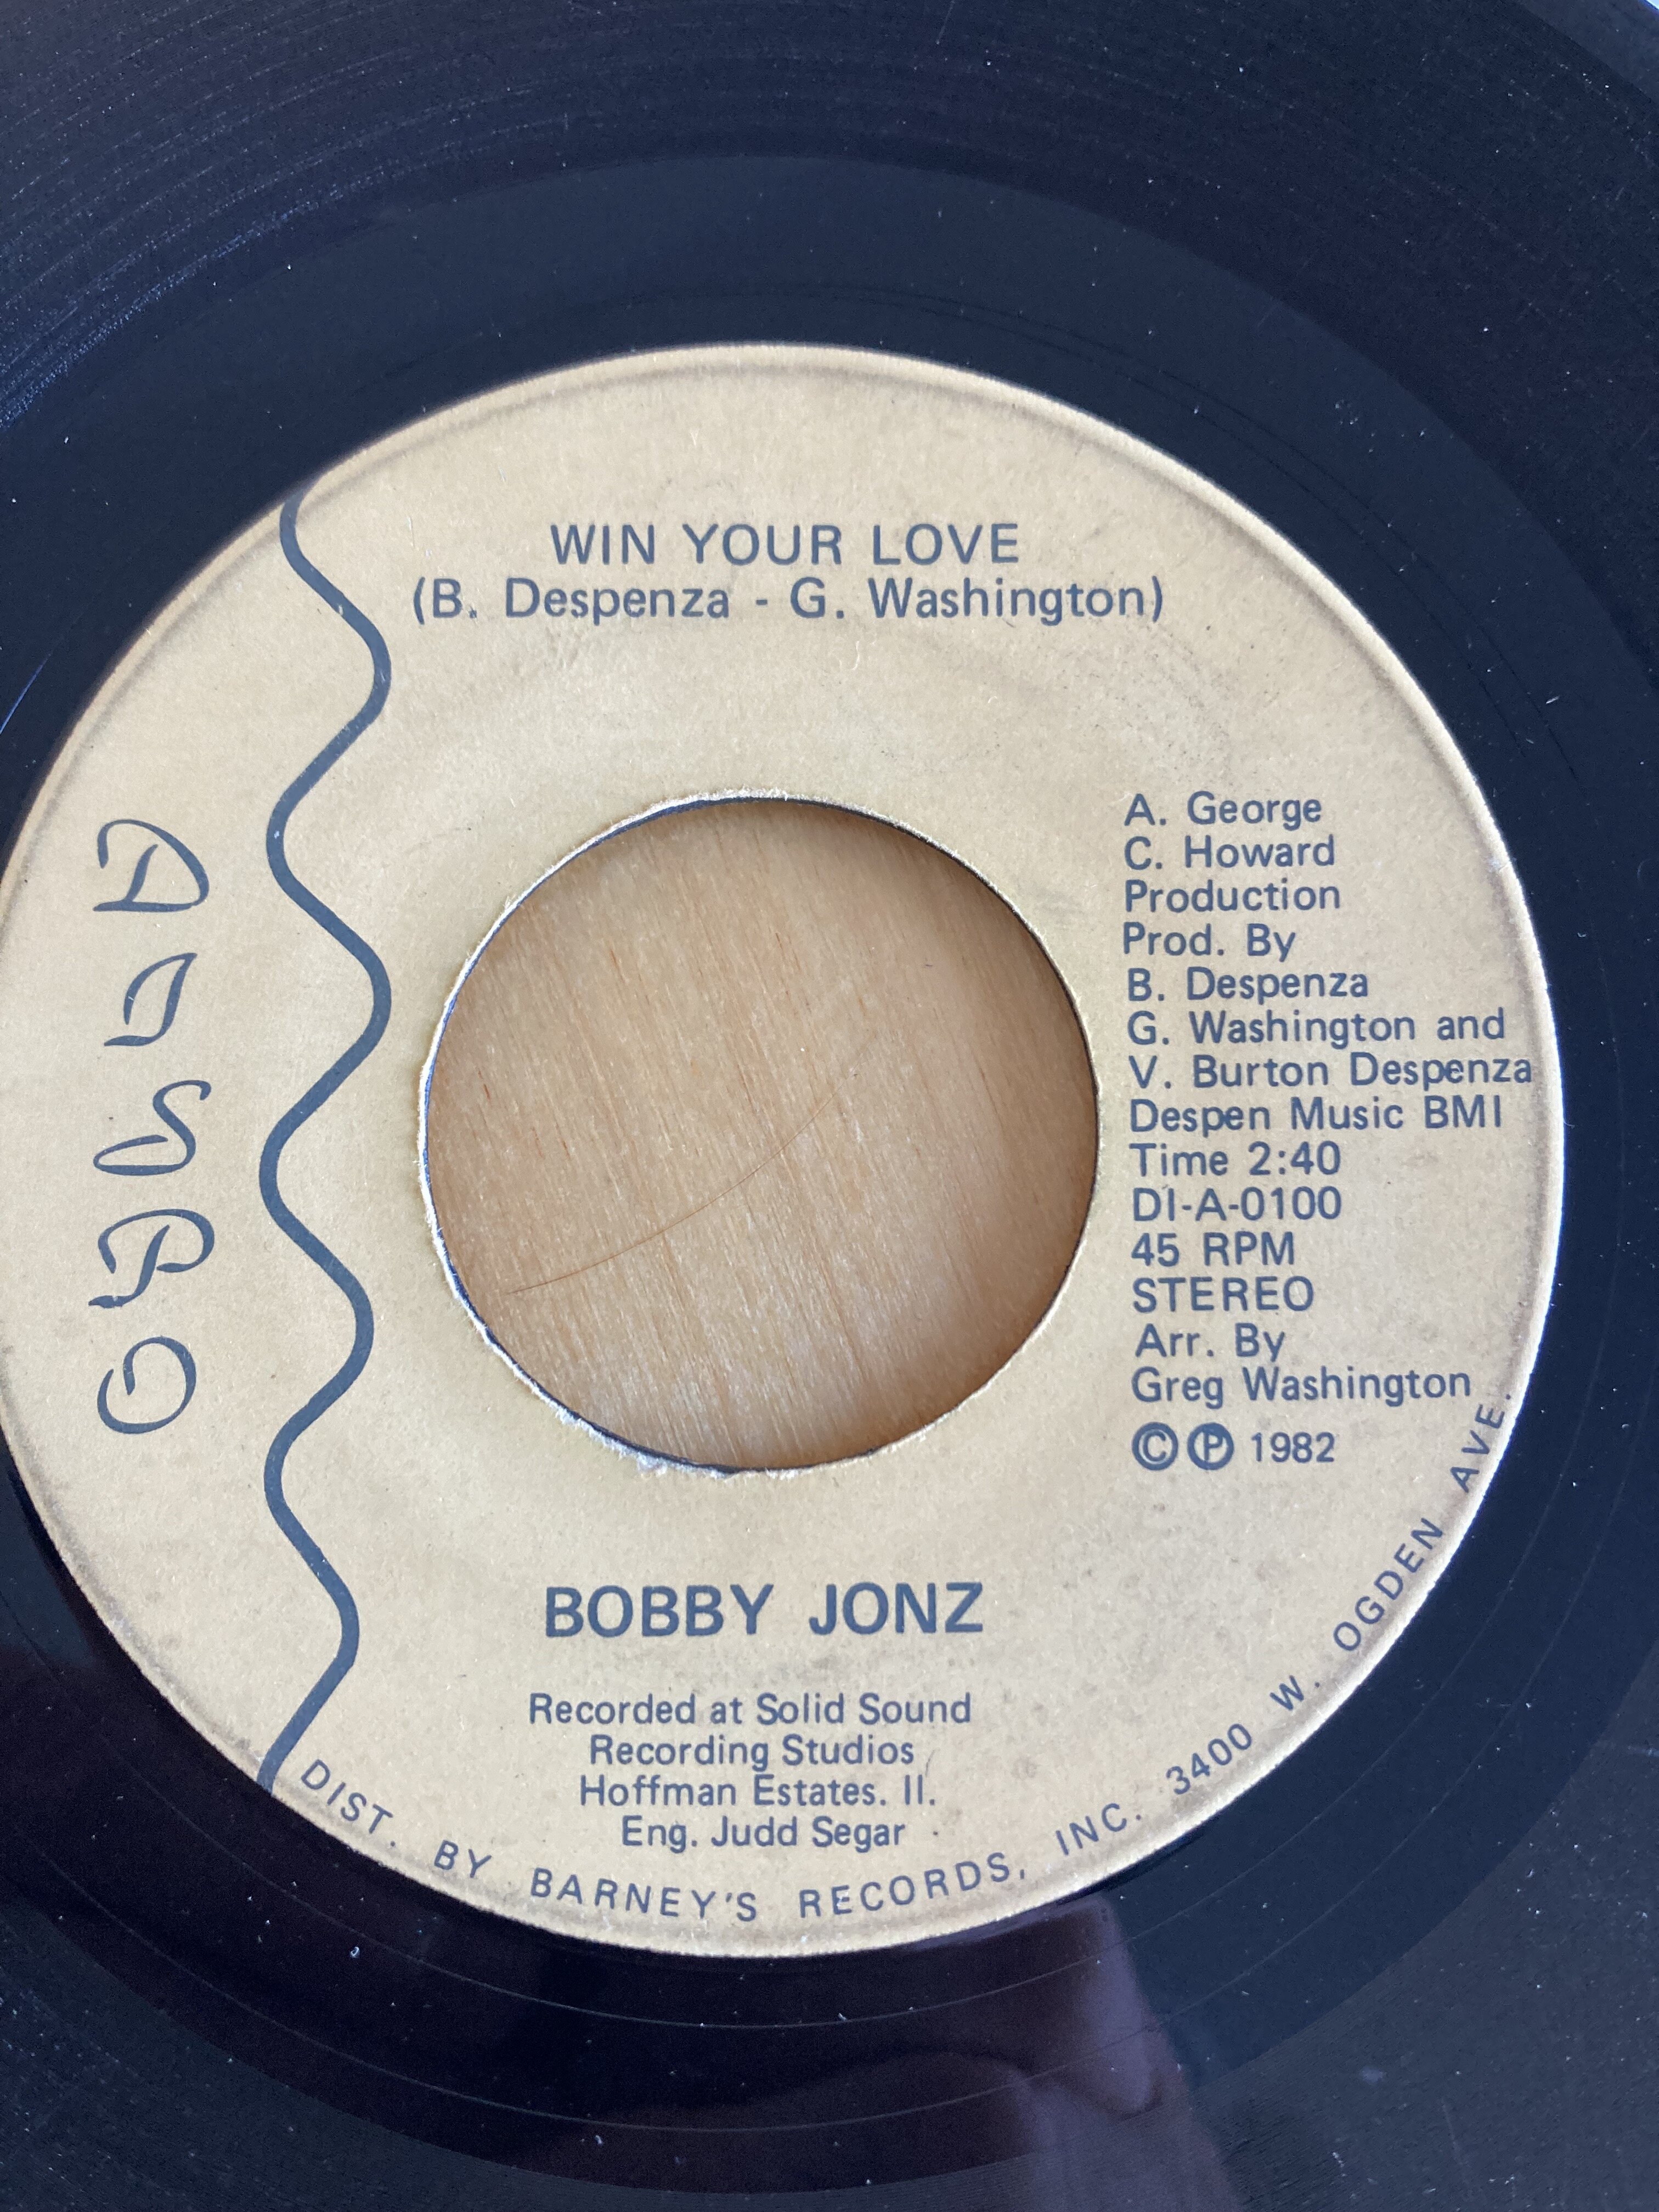 WIN YOUR LOVE
(B. Despenza - G. Washington)
A. George
C. Howard
Production
Prod. By
B. Despenza
G. Washington and
V. Burton Despenza
Despen Music BMI
Time 2:40
DI-A-0100
45 RPM
STEREO
Arr. By
Greg Washington
© ℗ 1982
BOBBY JONZ
Recorded at Solid Sound
Recording Studios
Hoffman Estates. Il.
Eng. Judd Segar
DIST. BY BARNEY'S RECORDS, INC. 3400 W. OGDEN AVE.